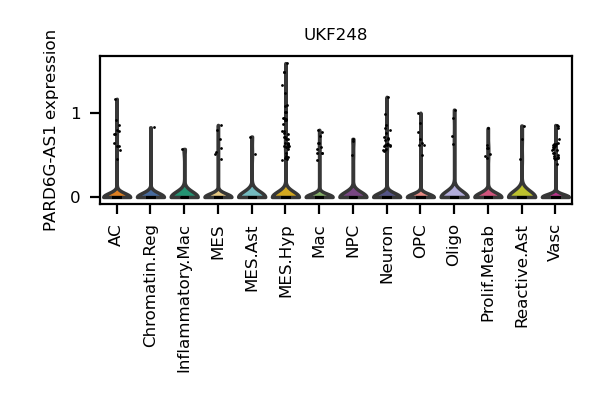 UKF248
PARD6G-AS1 expression
1
0
AC
Chromatin.Reg
Inflammatory.Mac
MES
MES.Ast
MES.Hyp
Mac
NPC
Neuron
OPC
Oligo
Prolif.Metab
Reactive.Ast
Vasc